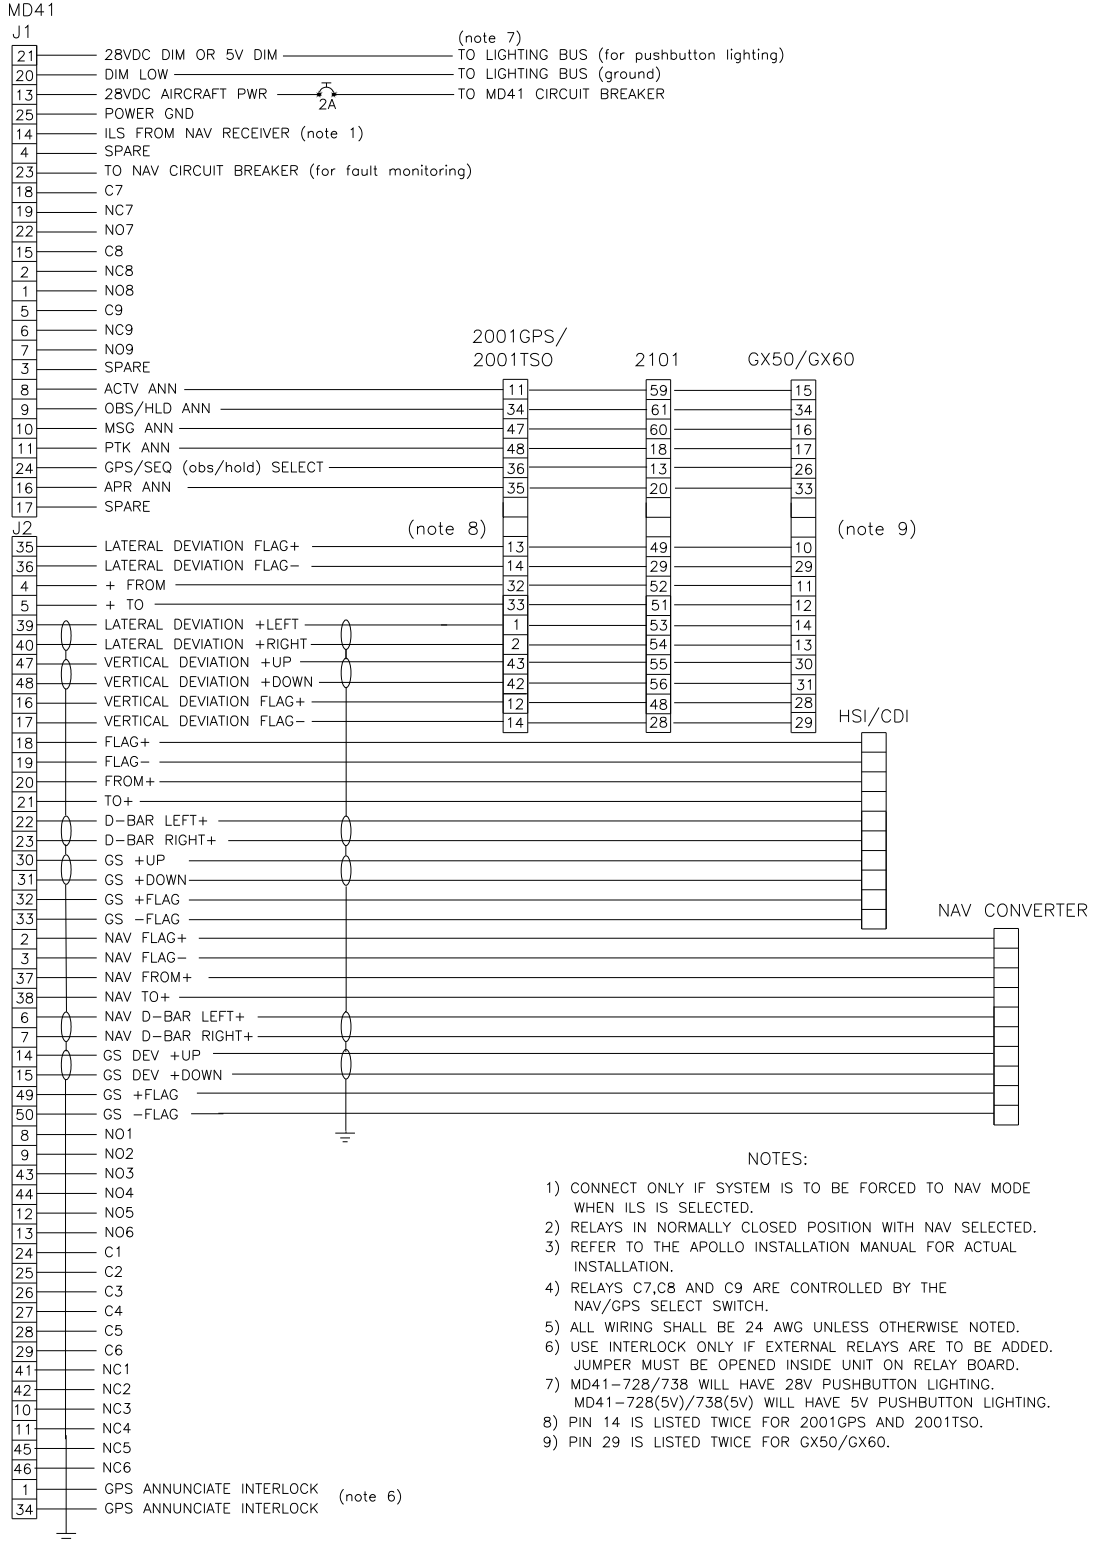 MD41
J1
(note 7)
21 28VDC DIM OR 5V DIM TO LIGHTING BUS (for pushbutton lighting)
20 DIM LOW TO LIGHTING BUS (ground)
13 28VDC AIRCRAFT PWR 2A TO MD41 CIRCUIT BREAKER
25 POWER GND
14 ILS FROM NAV RECEIVER (note 1)
4 SPARE
23 TO NAV CIRCUIT BREAKER (for fault monitoring)
18 C7
19 NC7
22 NO7
15 C8
2 NC8
1 NO8
5 C9
6 NC9
7 NO9
3 SPARE
2001GPS/
2001TSO 2101 GX50/GX60
8 ACTV ANN 11 59 15
9 OBS/HLD ANN 34 61 34
10 MSG ANN 47 60 16
11 PTK ANN 48 18 17
24 GPS/SEQ (obs/hold) SELECT 36 13 26
16 APR ANN 35 20 33
17 SPARE
J2 (note 8) (note 9)
35 LATERAL DEVIATION FLAG+ 13 49 10
36 LATERAL DEVIATION FLAG− 14 29 29
4 + FROM 32 52 11
5 + TO 33 51 12
39 LATERAL DEVIATION +LEFT 1 53 14
40 LATERAL DEVIATION +RIGHT 2 54 13
47 VERTICAL DEVIATION +UP 43 55 30
48 VERTICAL DEVIATION +DOWN 42 56 31
16 VERTICAL DEVIATION FLAG+ 12 48 28
17 VERTICAL DEVIATION FLAG− 14 28 29
HSI/CDI
18 FLAG+
19 FLAG−
20 FROM+
21 TO+
22 D−BAR LEFT+
23 D−BAR RIGHT+
30 GS +UP
31 GS +DOWN
32 GS +FLAG
33 GS −FLAG
NAV CONVERTER
2 NAV FLAG+
3 NAV FLAG−
37 NAV FROM+
38 NAV TO+
6 NAV D−BAR LEFT+
7 NAV D−BAR RIGHT+
14 GS DEV +UP
15 GS DEV +DOWN
49 GS +FLAG
50 GS −FLAG
8 NO1
9 NO2
43 NO3
44 NO4
12 NO5
13 NO6
24 C1
25 C2
26 C3
27 C4
28 C5
29 C6
41 NC1
42 NC2
10 NC3
11 NC4
45 NC5
46 NC6
1 GPS ANNUNCIATE INTERLOCK
(note 6)
34 GPS ANNUNCIATE INTERLOCK
NOTES:
1) CONNECT ONLY IF SYSTEM IS TO BE FORCED TO NAV MODE
WHEN ILS IS SELECTED.
2) RELAYS IN NORMALLY CLOSED POSITION WITH NAV SELECTED.
3) REFER TO THE APOLLO INSTALLATION MANUAL FOR ACTUAL
INSTALLATION.
4) RELAYS C7,C8 AND C9 ARE CONTROLLED BY THE
NAV/GPS SELECT SWITCH.
5) ALL WIRING SHALL BE 24 AWG UNLESS OTHERWISE NOTED.
6) USE INTERLOCK ONLY IF EXTERNAL RELAYS ARE TO BE ADDED.
JUMPER MUST BE OPENED INSIDE UNIT ON RELAY BOARD.
7) MD41−728/738 WILL HAVE 28V PUSHBUTTON LIGHTING.
MD41−728(5V)/738(5V) WILL HAVE 5V PUSHBUTTON LIGHTING.
8) PIN 14 IS LISTED TWICE FOR 2001GPS AND 2001TSO.
9) PIN 29 IS LISTED TWICE FOR GX50/GX60.